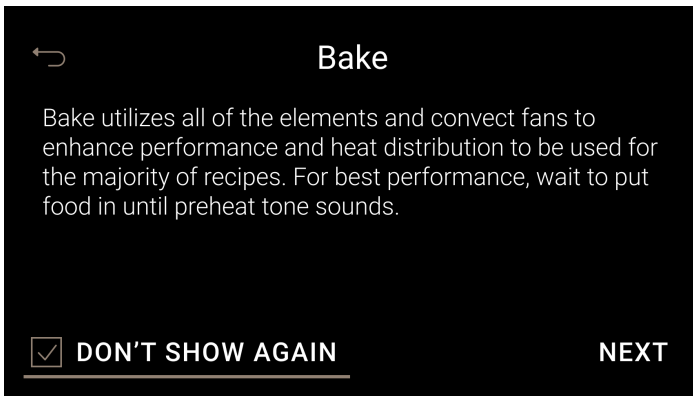 Bake
Bake utilizes all of the elements and convect fans to
enhance performance and heat distribution to be used for
the majority of recipes. For best performance, wait to put
food in until preheat tone sounds.
DON'T SHOW AGAIN
NEXT